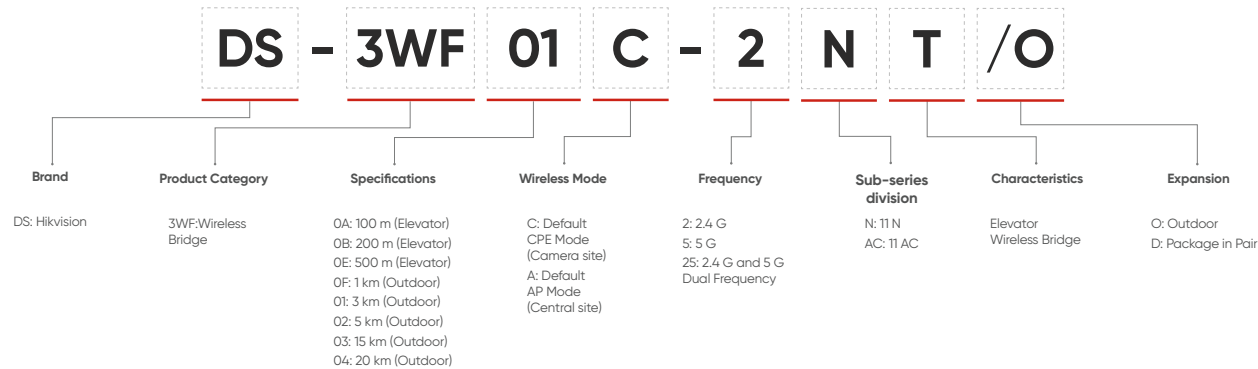 DS - 3WF 01 C - 2 N T /O
Brand
DS: Hikvision
Product Category
3WF:Wireless
Bridge
Specifications
0A: 100 m (Elevator)
0B: 200 m (Elevator)
0E: 500 m (Elevator)
0F: 1 km (Outdoor)
01: 3 km (Outdoor)
02: 5 km (Outdoor)
03: 15 km (Outdoor)
04: 20 km (Outdoor)
Wireless Mode
C: Default
CPE Mode
(Camera site)
A: Default
AP Mode
(Central site)
Frequency
2: 2.4 G
5: 5 G
25: 2.4 G and 5 G
Dual Frequency
Sub-series
division
N: 11 N
AC: 11 AC
Characteristics
Elevator
Wireless Bridge
Expansion
O: Outdoor
D: Package in Pair